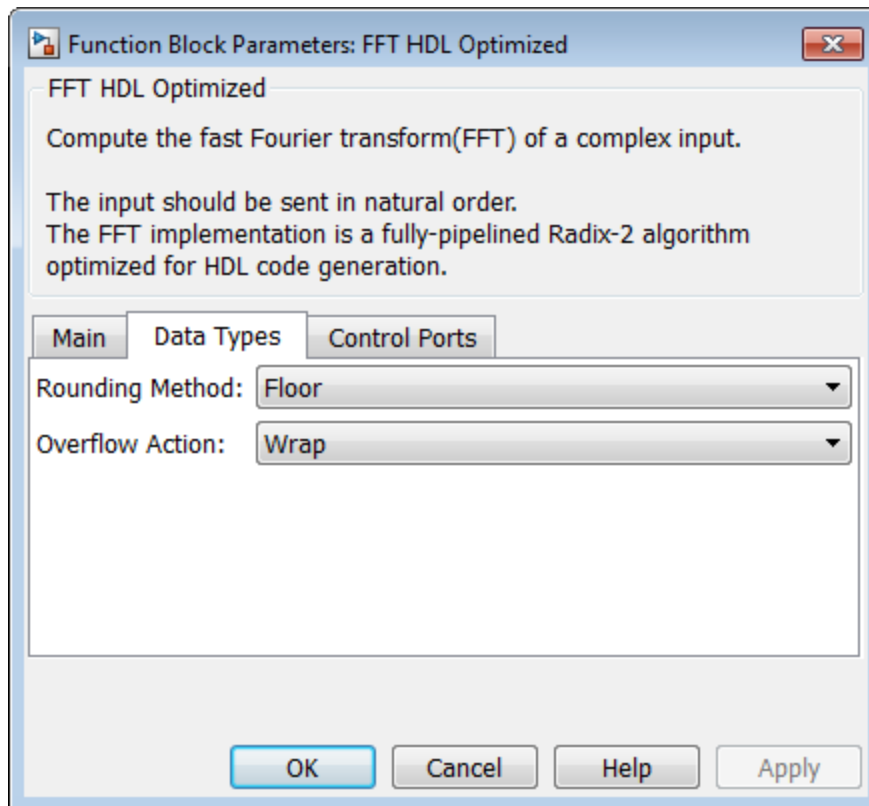 Function Block Parameters: FFT HDL Optimized
FFT HDL Optimized
Compute the fast Fourier transform(FFT) of a complex input.
The input should be sent in natural order.
The FFT implementation is a fully-pipelined Radix-2 algorithm
optimized for HDL code generation.
Main Data Types Control Ports
Rounding Method: Floor
Overflow Action: Wrap
OK Cancel Help Apply